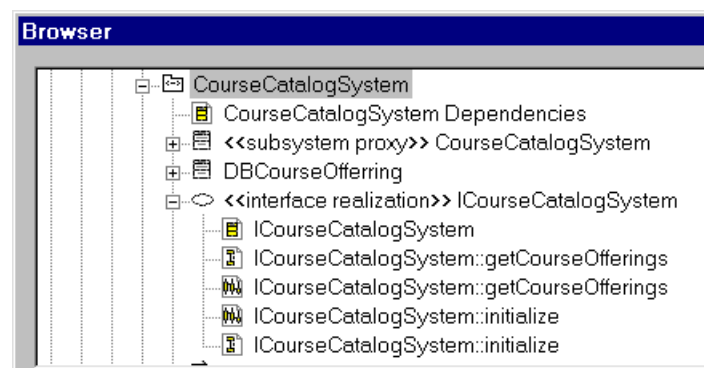 Browser
CourseCatalogSystem
CourseCatalogSystem Dependencies
<<subsystem proxy>> CourseCatalogSystem
DBCourseOfferring
<<interface realization>> ICourseCatalogSystem
ICourseCatalogSystem
ICourseCatalogSystem::getCourseOfferings
ICourseCatalogSystem::getCourseOfferings
ICourseCatalogSystem::initialize
ICourseCatalogSystem::initialize